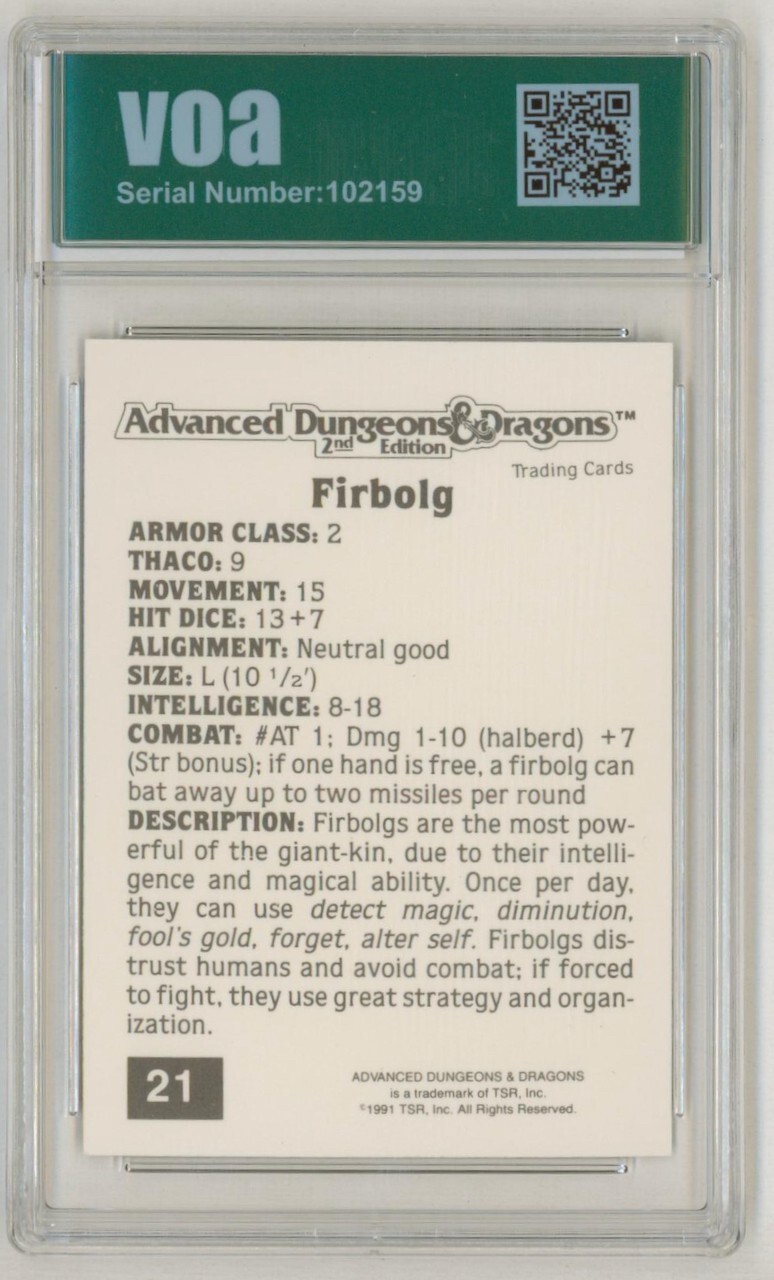 voa
Serial Number:102159
Advanced Dungeons & Dragons™
2nd Edition
Trading Cards
Firbolg
ARMOR CLASS: 2
THACO: 9
MOVEMENT: 15
HIT DICE: 13+7
ALIGNMENT: Neutral good
SIZE: L (10 1/2')
INTELLIGENCE: 8-18
COMBAT: #AT 1; Dmg 1-10 (halberd) +7
(Str bonus); if one hand is free, a firbolg can
bat away up to two missiles per round
DESCRIPTION: Firbolgs are the most pow-
erful of the giant-kin, due to their intelli-
gence and magical ability. Once per day,
they can use detect magic, diminution,
fool's gold, forget, alter self. Firbolgs dis-
trust humans and avoid combat; if forced
to fight, they use great strategy and organ-
ization.
21
ADVANCED DUNGEONS & DRAGONS
is a trademark of TSR, Inc.
©1991 TSR, Inc. All Rights Reserved.